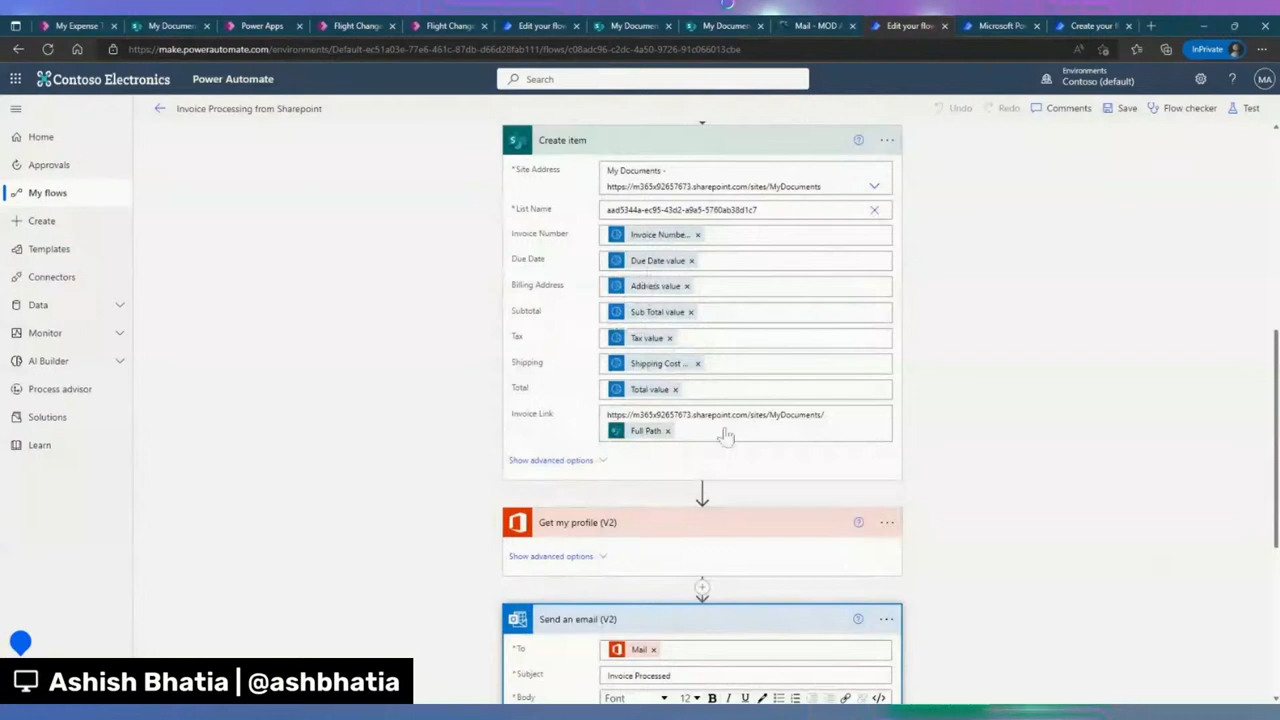 My Expense T
My Documents
Power Apps
Flight Change
Flight Change
Edit your flow
My Document
My Documen
Mail - MOD A
Edit your flow
Microsoft Po
Create your f
https://make.powerautomate.com/environments/Default-ec51a03e-77e6-461c-87db-d66d28fab111/flows/c08adc96-c2dc-4a50-9726-91c066013cbe
InPrivate
Contoso Electronics
Power Automate
Search
Environments
Contoso (default)
MA
Invoice Processing from Sharepoint
Undo
Redo
Comments
Save
Flow checker
Test
Home
Approvals
My flows
Create
Templates
Connectors
Data
Monitor
AI Builder
Process advisor
Solutions
Learn
Create item
*Site Address
My Documents -
https://m365x92657673.sharepoint.com/sites/MyDocuments
*List Name
aad5344a-ec95-43d2-a9a5-5760ab38d1c7
Invoice Number
Invoice Numbe... ×
Due Date
Due Date value ×
Billing Address
Address value ×
Subtotal
Sub Total value ×
Tax
Tax value ×
Shipping
Shipping Cost ... ×
Total
Total value ×
Invoice Link
https://m365x92657673.sharepoint.com/sites/MyDocuments/
Full Path ×
Show advanced options
Get my profile (V2)
Show advanced options
Send an email (V2)
*To
Mail ×
*Subject
Invoice Processed
*Body
Font
12
B I U </>
Ashish Bhatia | @ashbhatia